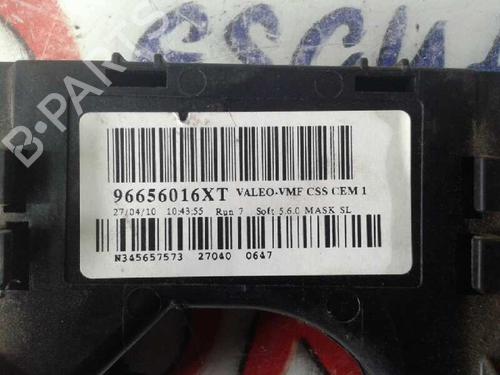 ESCU
96656016XT VALEO-VMF CSS CEM 1
27/04/10 10:43:55 Run 7 Soft 5.6.0 MASK SL
N345657573 27040 0647
B-PARTS